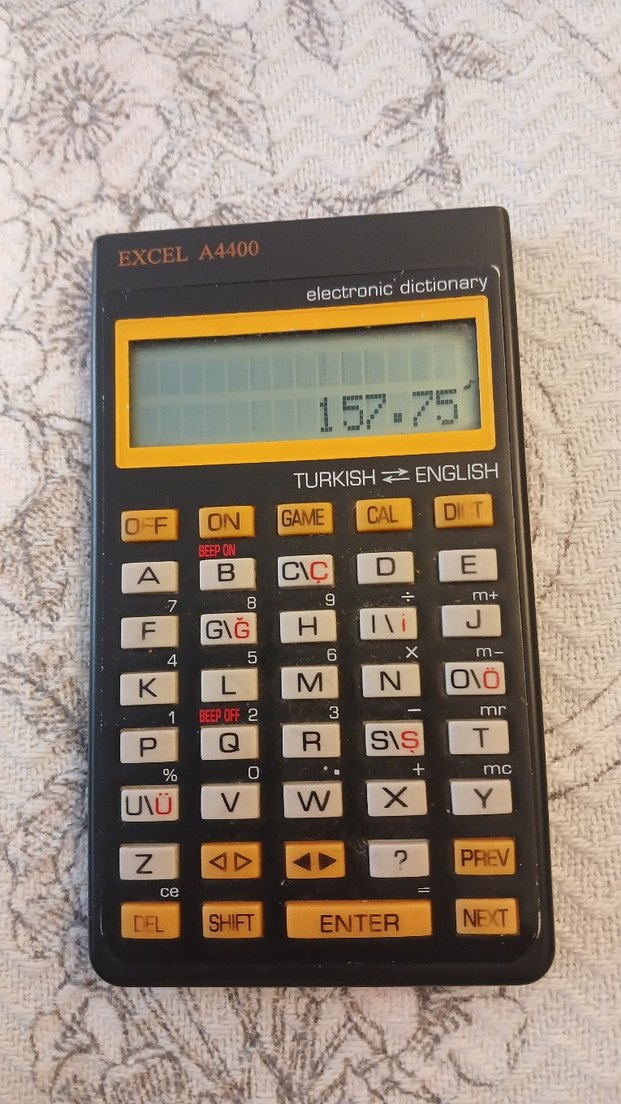 EXCEL A4400
electronic dictionary
157.75
TURKISH ⇄ ENGLISH
OFF ON GAME CAL DICT
BEEP ON
A B C\Ç D E
7 8 9 ÷ m+
F G\Ğ H I\i J
4 5 6 × m–
K L M N O\Ö
1 BEEP OFF 2 3 – mr
P Q R S\Ş T
% 0 . + mc
U\Ü V W X Y
Z ◁▷ ◀▶ ? PREV
ce =
DEL SHIFT ENTER NEXT